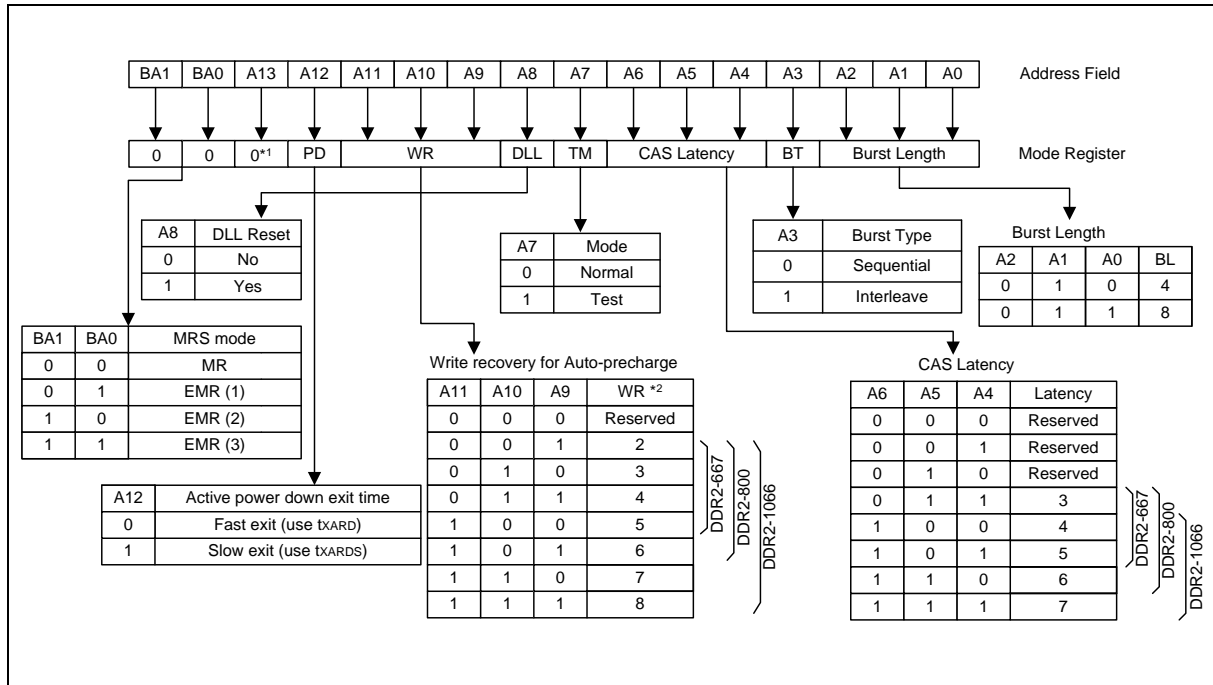 BA1 BA0 A13 A12 A11 A10 A9 A8 A7 A6 A5 A4 A3 A2 A1 A0 Address Field
0 0 0*1 PD WR DLL TM CAS Latency BT Burst Length Mode Register
A8 DLL Reset
0 No
1 Yes
A7 Mode
0 Normal
1 Test
A3 Burst Type
0 Sequential
1 Interleave
Burst Length
A2 A1 A0 BL
0 1 0 4
0 1 1 8
BA1 BA0 MRS mode
0 0 MR
0 1 EMR (1)
1 0 EMR (2)
1 1 EMR (3)
A12 Active power down exit time
0 Fast exit (use tXARD)
1 Slow exit (use tXARDS)
Write recovery for Auto-precharge
A11 A10 A9 WR *2
0 0 0 Reserved
0 0 1 2
0 1 0 3
0 1 1 4
1 0 0 5
1 0 1 6
1 1 0 7
1 1 1 8
DDR2-667
DDR2-800
DDR2-1066
CAS Latency
A6 A5 A4 Latency
0 0 0 Reserved
0 0 1 Reserved
0 1 0 Reserved
0 1 1 3
1 0 0 4
1 0 1 5
1 1 0 6
1 1 1 7
DDR2-667
DDR2-800
DDR2-1066